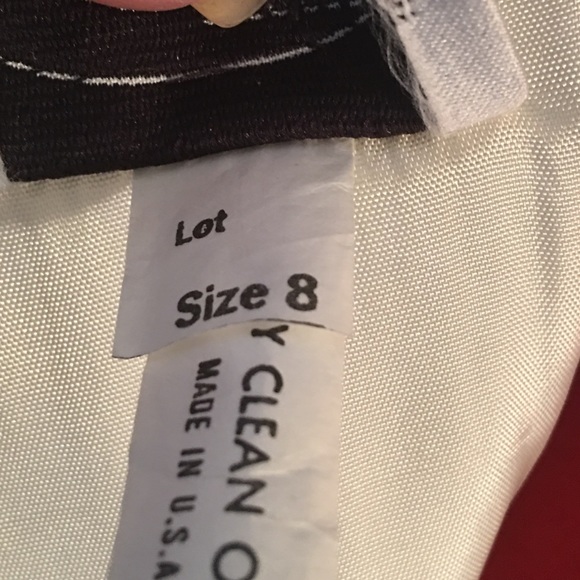 Lot
Size 8
Y CLEAN O
MADE IN U.S.A